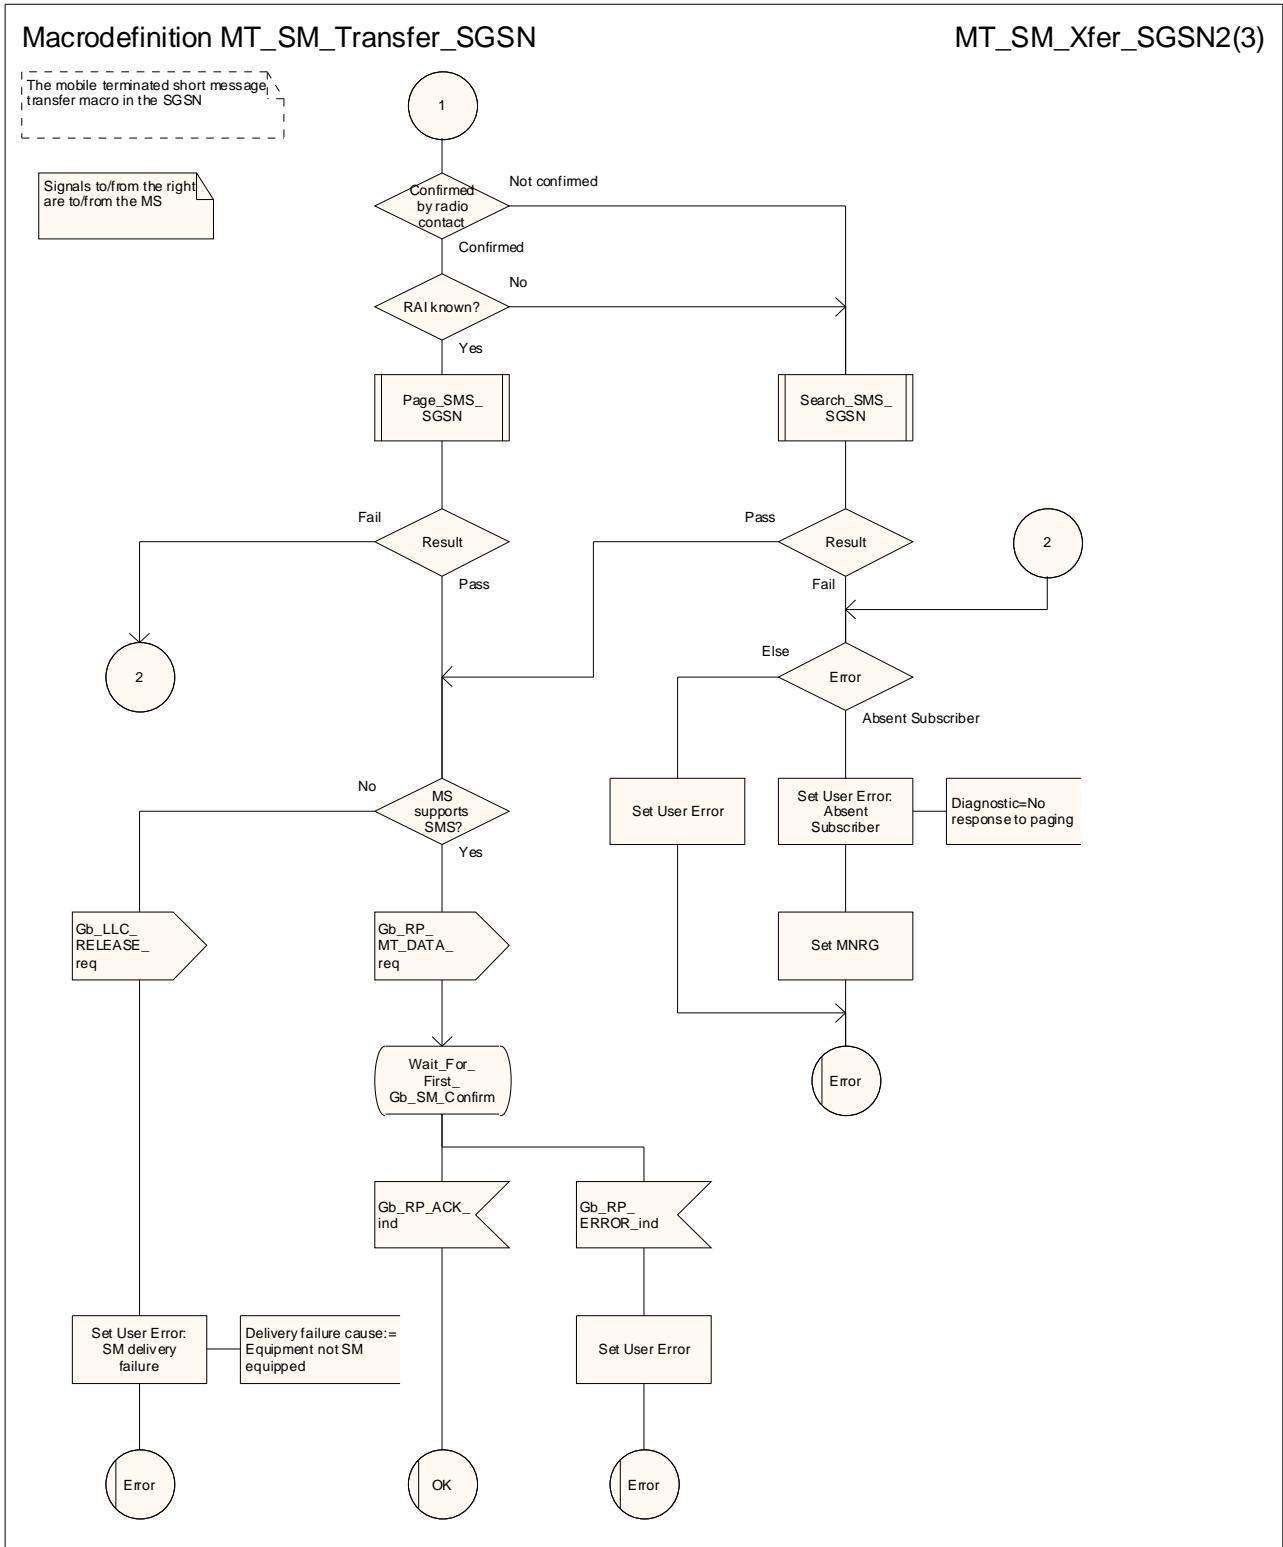 Macrodefinition MT_SM_Transfer_SGSN
MT_SM_Xfer_SGSN2(3)
The mobile terminated short message
transfer macro in the SGSN
1
Signals to/from the right
are to/from the MS
Confirmed
by radio
contact
Not confirmed
Confirmed
RAI known?
No
Yes
Page_SMS_
SGSN
Search_SMS_
SGSN
Fail
Result
Pass
Pass
Result
Fail
2
2
Else
Error
Absent Subscriber
No
MS
supports
SMS?
Yes
Set User Error
Set User Error:
Absent
Subscriber
Diagnostic=No
response to paging
Gb_LLC_
RELEASE_
req
Gb_RP_
MT_DATA_
req
Set MNRG
Wait_For_
First_
Gb_SM_Confirm
Error
Gb_RP_ACK_
ind
Gb_RP_
ERROR_ind
Set User Error:
SM delivery
failure
Delivery failure cause:=
Equipment not SM
equipped
Set User Error
Error
OK
Error